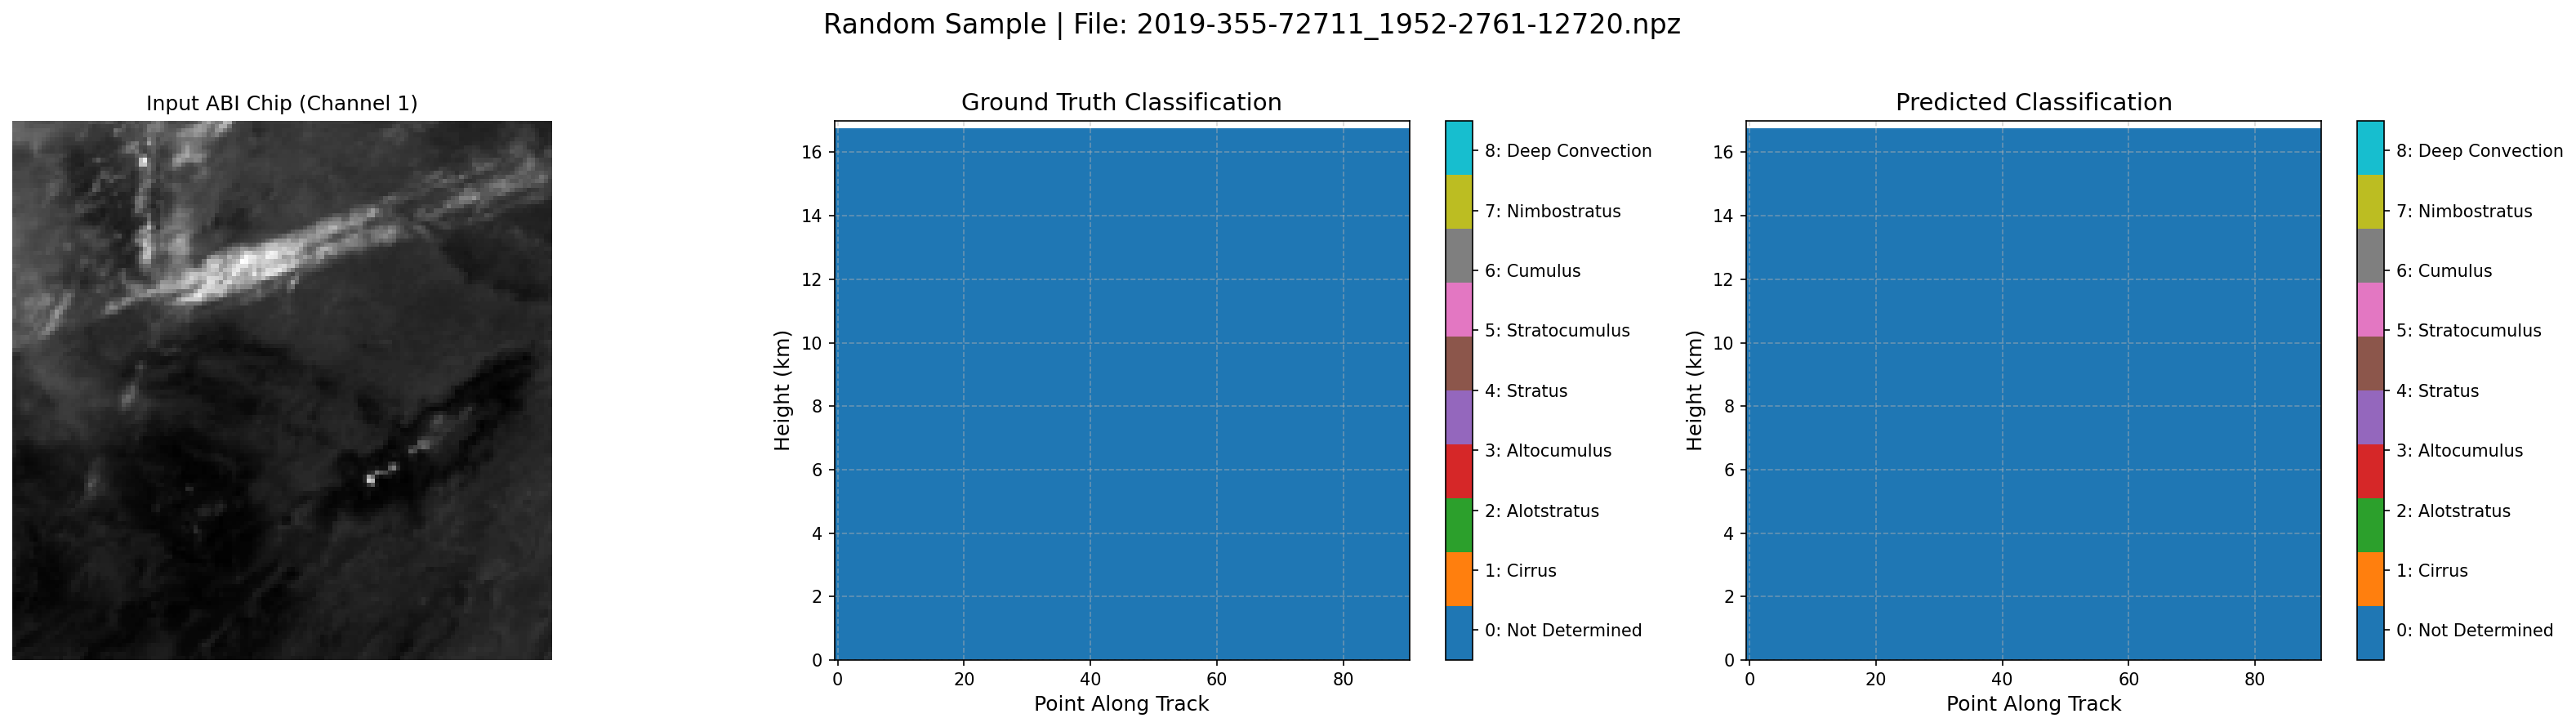 Random Sample | File: 2019-355-72711_1952-2761-12720.npz
Input ABI Chip (Channel 1)
Ground Truth Classification
Height (km)
16
14
12
10
8
6
4
2
0
0 20 40 60 80
Point Along Track
8: Deep Convection
7: Nimbostratus
6: Cumulus
5: Stratocumulus
4: Stratus
3: Altocumulus
2: Alotstratus
1: Cirrus
0: Not Determined
Predicted Classification
Height (km)
16
14
12
10
8
6
4
2
0
0 20 40 60 80
Point Along Track
8: Deep Convection
7: Nimbostratus
6: Cumulus
5: Stratocumulus
4: Stratus
3: Altocumulus
2: Alotstratus
1: Cirrus
0: Not Determined